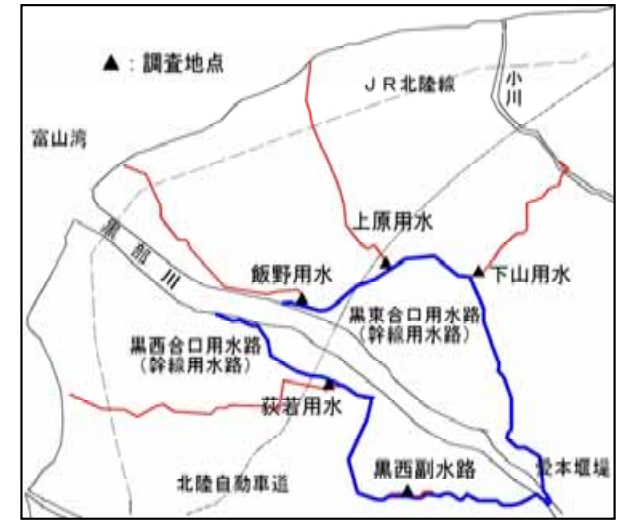 ▲：調査地点
ＪＲ北陸線
小川
富山湾
上原用水
黒部川
飯野用水
下山用水
黒東合口用水路
（幹線用水路）
黒西合口用水路
（幹線用水路）
荻若用水
黒西副水路
愛本堰堤
北陸自動車道